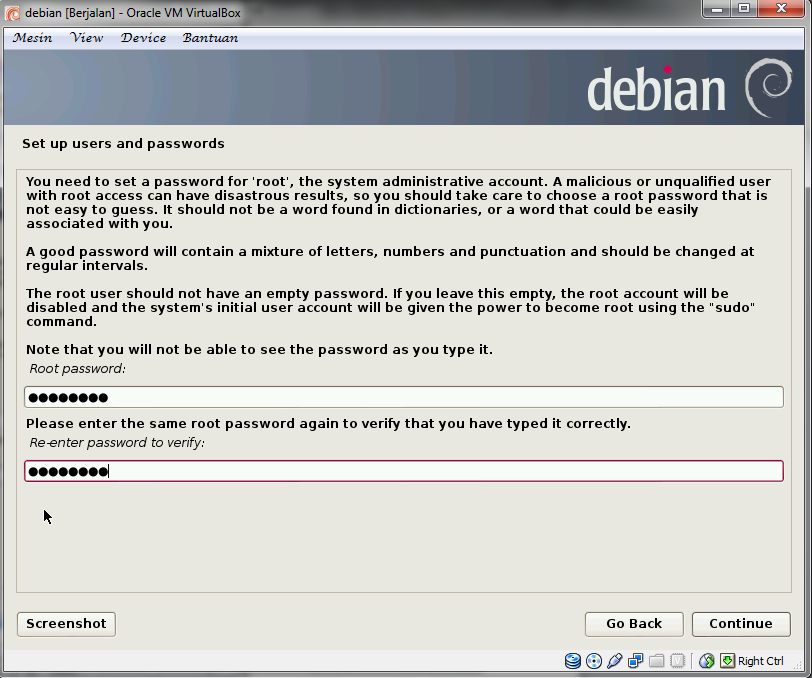 debian [Berjalan] - Oracle VM VirtualBox
Mesin View Device Bantuan
debian
Set up users and passwords
You need to set a password for 'root', the system administrative account. A malicious or unqualified user
with root access can have disastrous results, so you should take care to choose a root password that is
not easy to guess. It should not be a word found in dictionaries, or a word that could be easily
associated with you.
A good password will contain a mixture of letters, numbers and punctuation and should be changed at
regular intervals.
The root user should not have an empty password. If you leave this empty, the root account will be
disabled and the system's initial user account will be given the power to become root using the "sudo"
command.
Note that you will not be able to see the password as you type it.
Root password:
●●●●●●●●
Please enter the same root password again to verify that you have typed it correctly.
Re-enter password to verify:
●●●●●●●●
Screenshot Go Back Continue
Right Ctrl